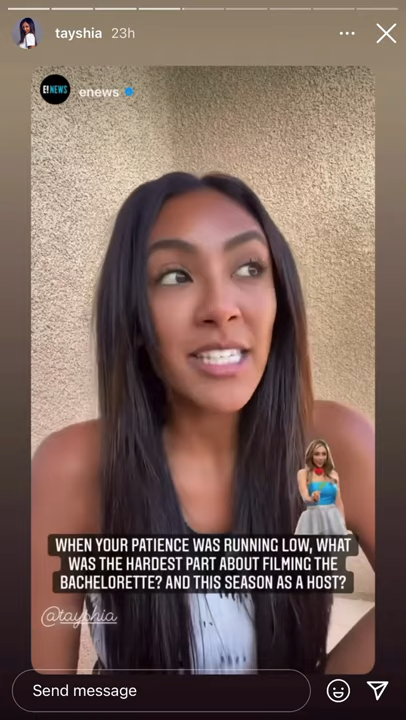 tayshia 23h
E! NEWS
enews
WHEN YOUR PATIENCE WAS RUNNING LOW, WHAT
WAS THE HARDEST PART ABOUT FILMING THE
BACHELORETTE? AND THIS SEASON AS A HOST?
@tayshia
Send message